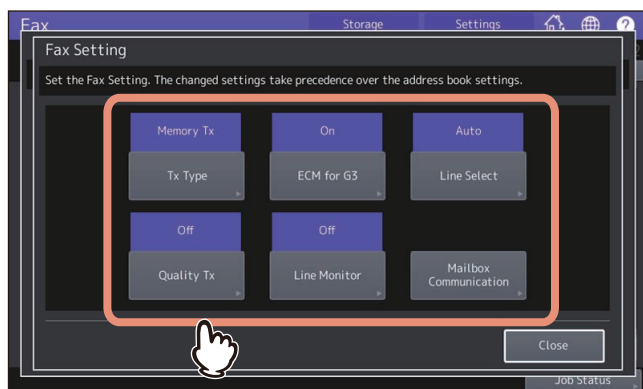 Fax
Storage
Settings
?
Fax Setting
Set the Fax Setting. The changed settings take precedence over the address book settings.
Memory Tx
On
Auto
Tx Type
ECM for G3
Line Select
Off
Off
Quality Tx
Line Monitor
Mailbox
Communication
Close
Job Status